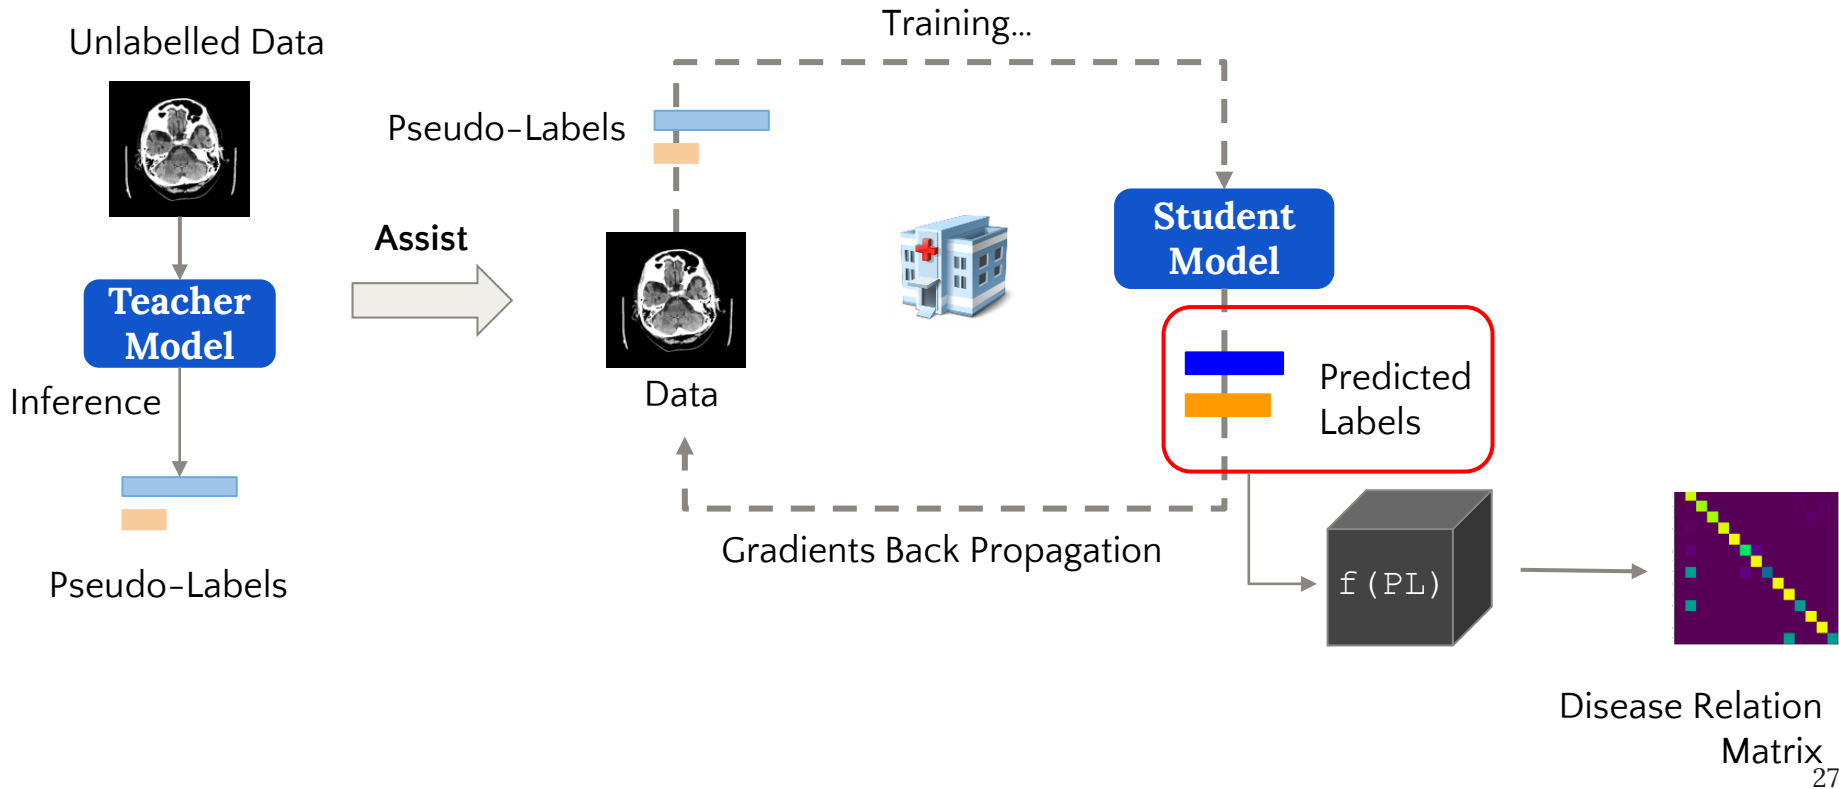 Unlabelled Data
Teacher
Model
Inference
Pseudo-Labels
Assist
Training...
Pseudo-Labels
Data
Student
Model
Predicted
Labels
Gradients Back Propagation
f(PL)
Disease Relation
Matrix
27